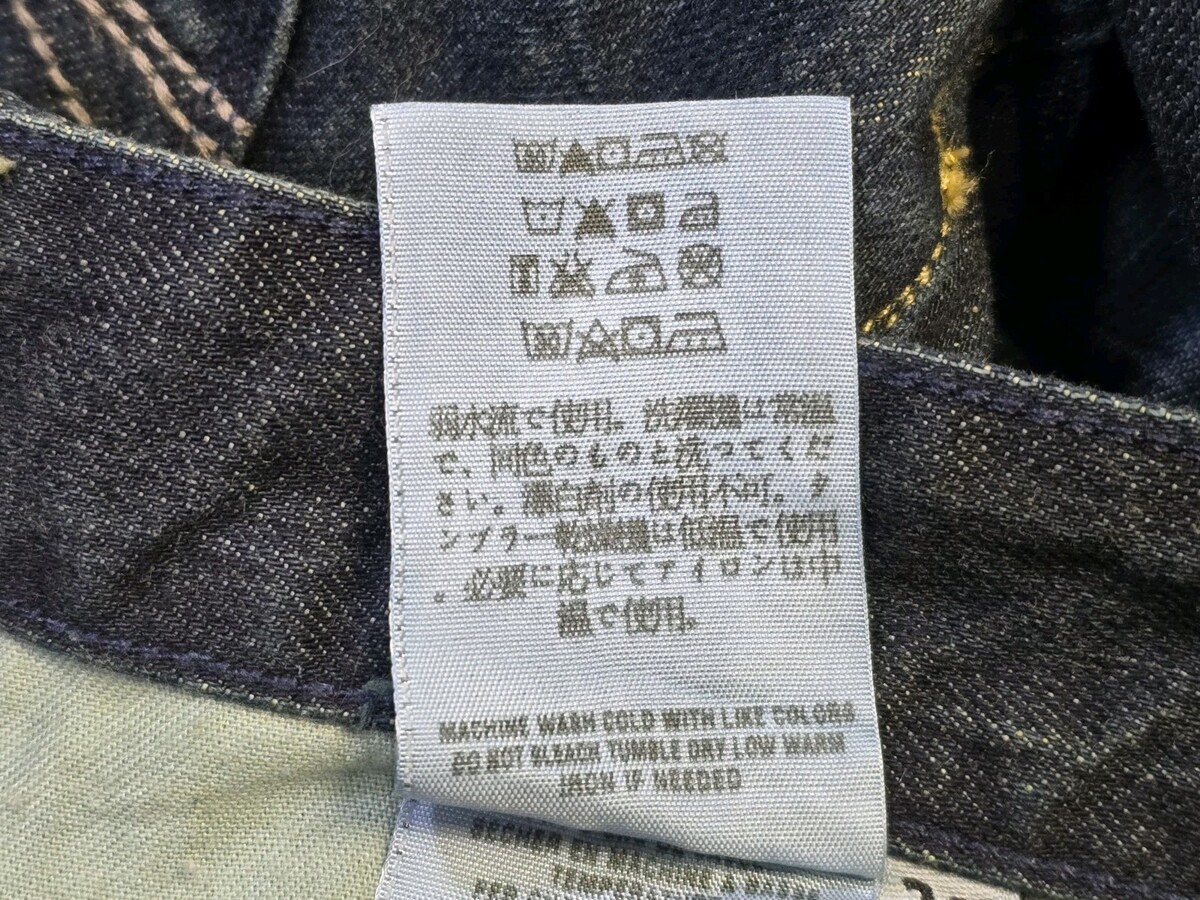 弱水流で使用。洗濯機は常温
で、同色のものと洗ってくだ
さい。漂白剤の使用不可。タ
ンブラー乾燥機は低温で使用
。必要に応じてアイロンは中
温で使用。
MACHINE WASH COLD WITH LIKE COLORS
DO NOT BLEACH TUMBLE DRY LOW WARM
IRON IF NEEDED